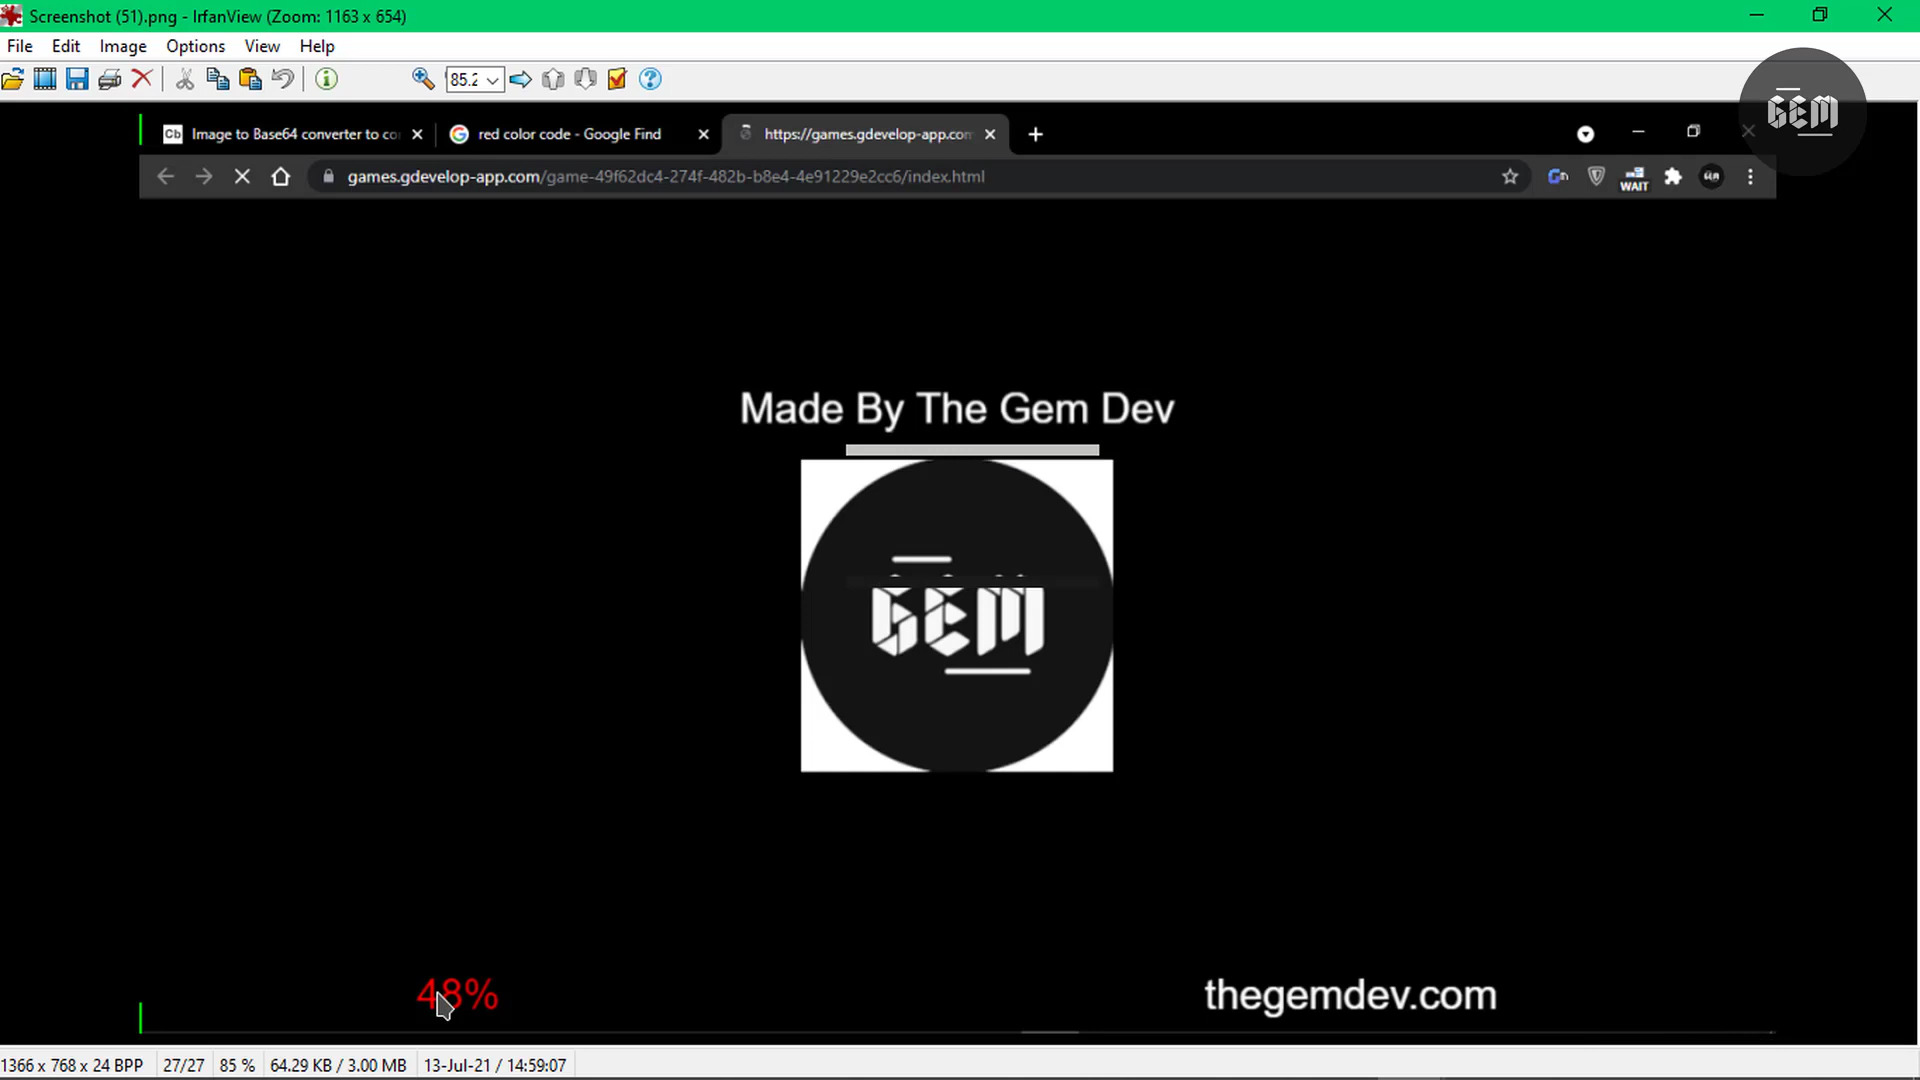 Screenshot (51).png - IrfanView (Zoom: 1163 x 654)
File Edit Image Options View Help
85.2
GEM
Cb Image to Base64 converter to co
red color code - Google Find
https://games.gdevelop-app.com
games.gdevelop-app.com/game-49f62dc4-274f-482b-b8e4-4e91229e2cc6/index.html
WAIT
Made By The Gem Dev
GEM
48%
thegemdev.com
1366 x 768 x 24 BPP 27/27 85 % 64.29 KB / 3.00 MB 13-Jul-21 / 14:59:07